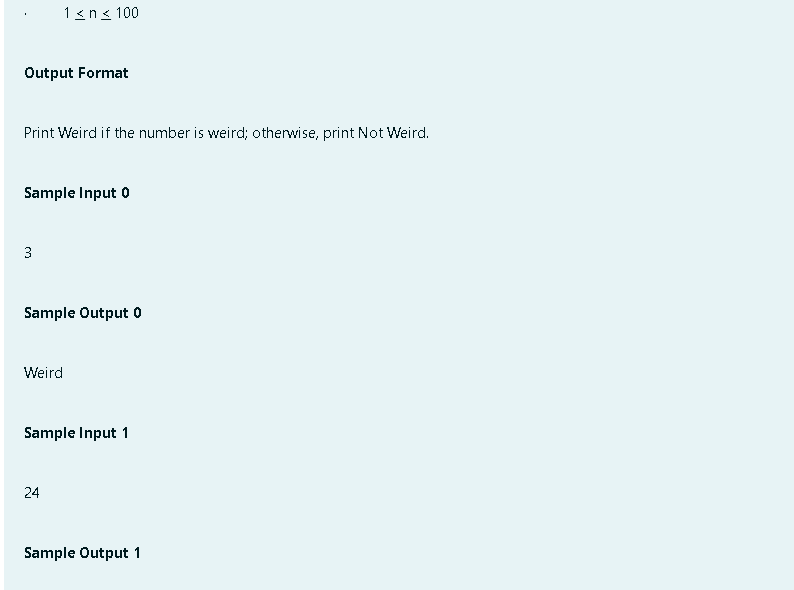 · 1 ≤ n ≤ 100
Output Format
Print Weird if the number is weird; otherwise, print Not Weird.
Sample Input 0
3
Sample Output 0
Weird
Sample Input 1
24
Sample Output 1